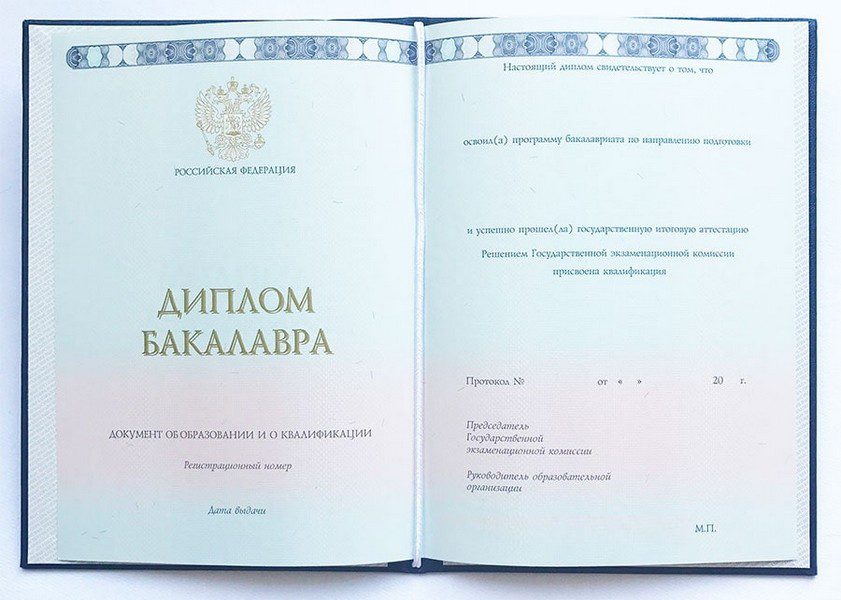 РОССИЙСКАЯ ФЕДЕРАЦИЯ
ДИПЛОМ
БАКАЛАВРА
ДОКУМЕНТ ОБ ОБРАЗОВАНИИ И О КВАЛИФИКАЦИИ
Регистрационный номер
Дата выдачи
Настоящий диплом свидетельствует о том, что
освоил(а) программу бакалавриата по направлению подготовки
и успешно прошел(ла) государственную итоговую аттестацию
Решением Государственной экзаменационной комиссии
присвоена квалификация
Протокол № от « » 20 г.
Председатель
Государственной
экзаменационной комиссии
Руководитель образовательной
организации
М.П.